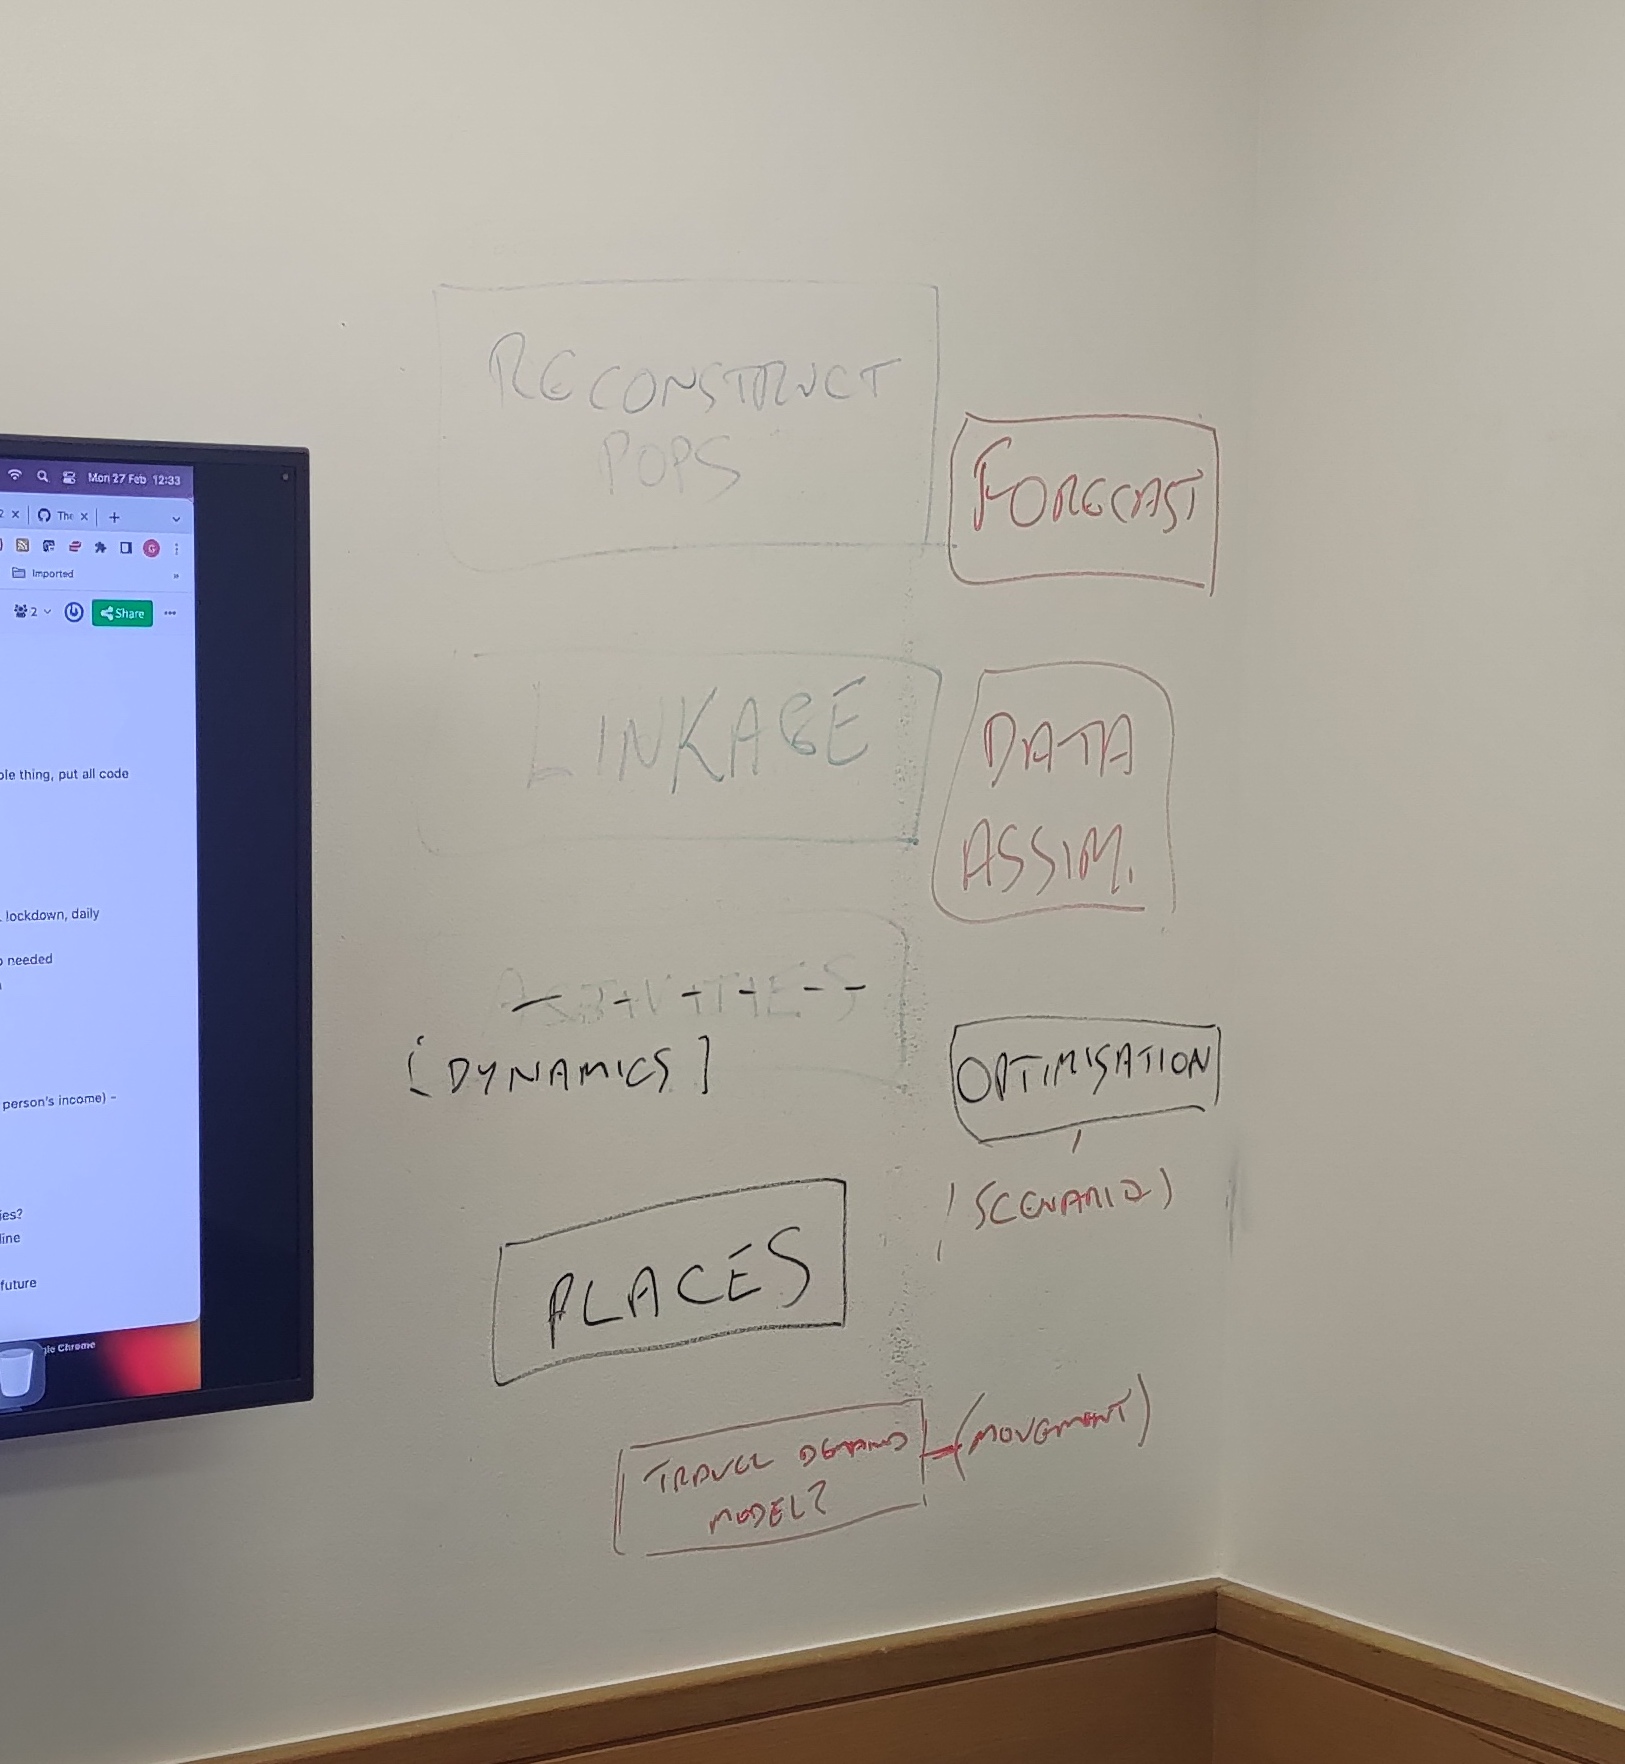 Mon 27 Feb 12:33
2 × The × +
Imported
2 Share
ole thing, put all code
lockdown, daily
needed
person's income) –
ies?
line
future
gle Chrome
RECONSTRUCT
POPS
FORECAST
LINKAGE
DATA
ASSIM.
ACTIVITIES
[DYNAMICS]
OPTIMISATION
(SCENARIO)
PLACES
TRAVEL DEMAND
MODEL?
(MOVEMENT)